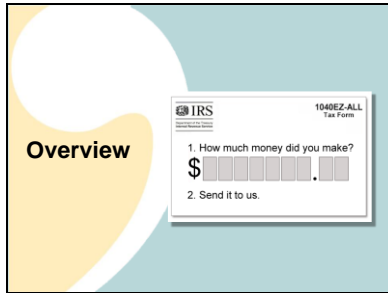 IRS
Department of the Treasury
Internal Revenue Service
1040EZ-ALL
Tax Form
Overview
1. How much money did you make?
$ .
2. Send it to us.